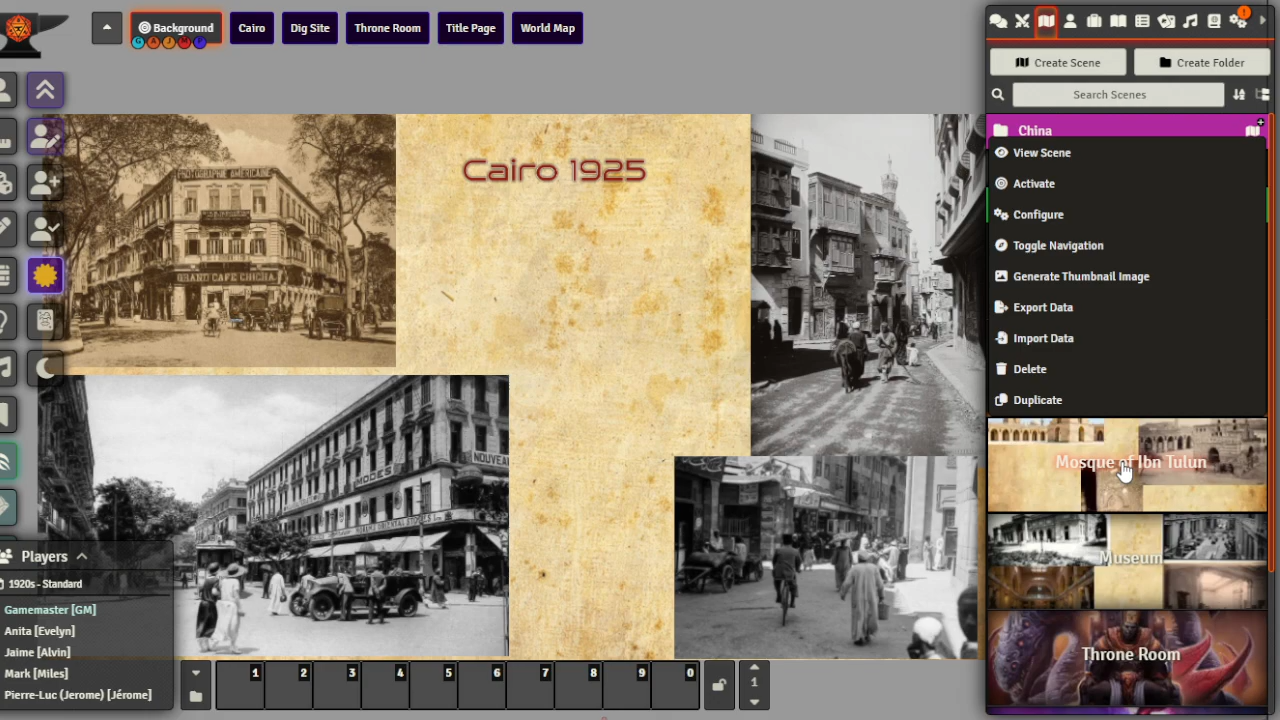 Background
Cairo
Dig Site
Throne Room
Title Page
World Map
G A J M P
!
Create Scene
Create Folder
Search Scenes
China
View Scene
Activate
Configure
Toggle Navigation
Generate Thumbnail Image
Export Data
Import Data
Delete
Duplicate
Mosque of Ibn Tulun
Museum
Throne Room
Cairo 1925
PHOTOGRAPHIE AMERICAINE
GRAND CAFE CHICHA
MODES
NOUVEAU
Players
1920s - Standard
Gamemaster [GM]
Anita [Evelyn]
Jaime [Alvin]
Mark [Miles]
Pierre-Luc (Jerome) [Jérome]
1 2 3 4 5 6 7 8 9 0
1